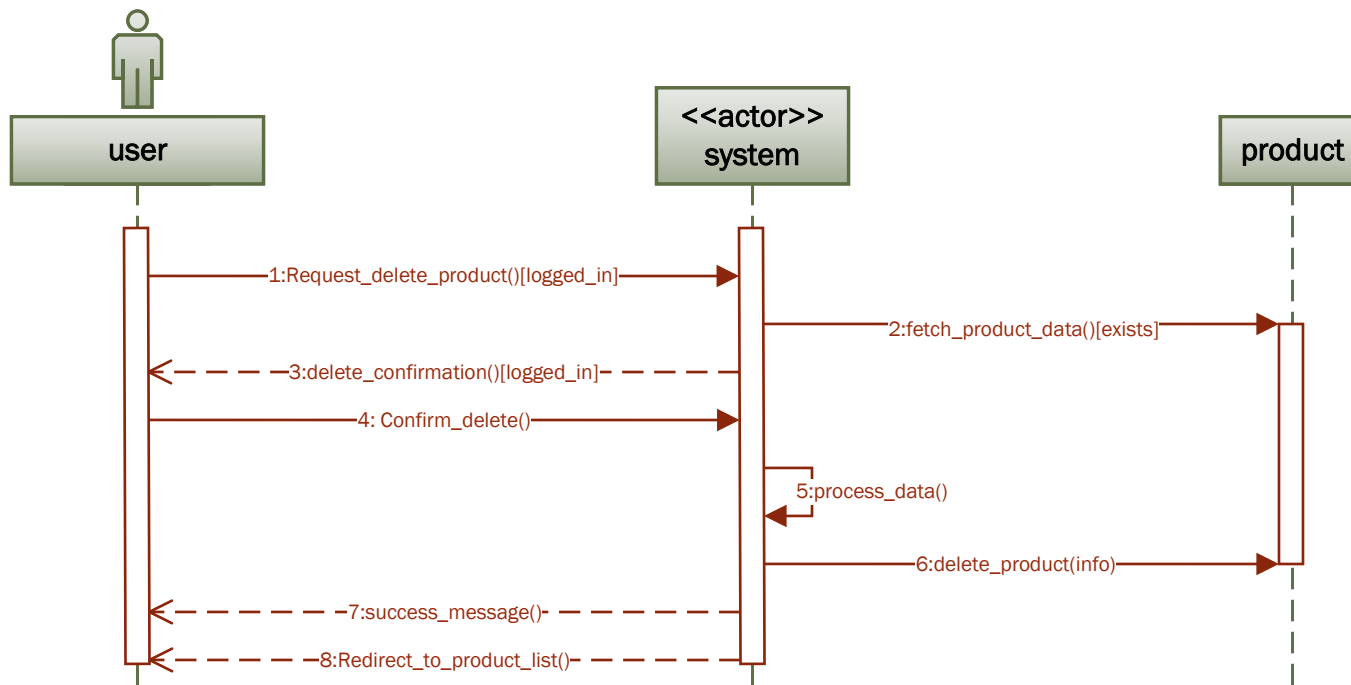 user
<<actor>>
system
product
1:Request_delete_product()[logged_in]
2:fetch_product_data()[exists]
3:delete_confirmation()[logged_in]
4: Confirm_delete()
5:process_data()
6:delete_product(info)
7:success_message()
8:Redirect_to_product_list()